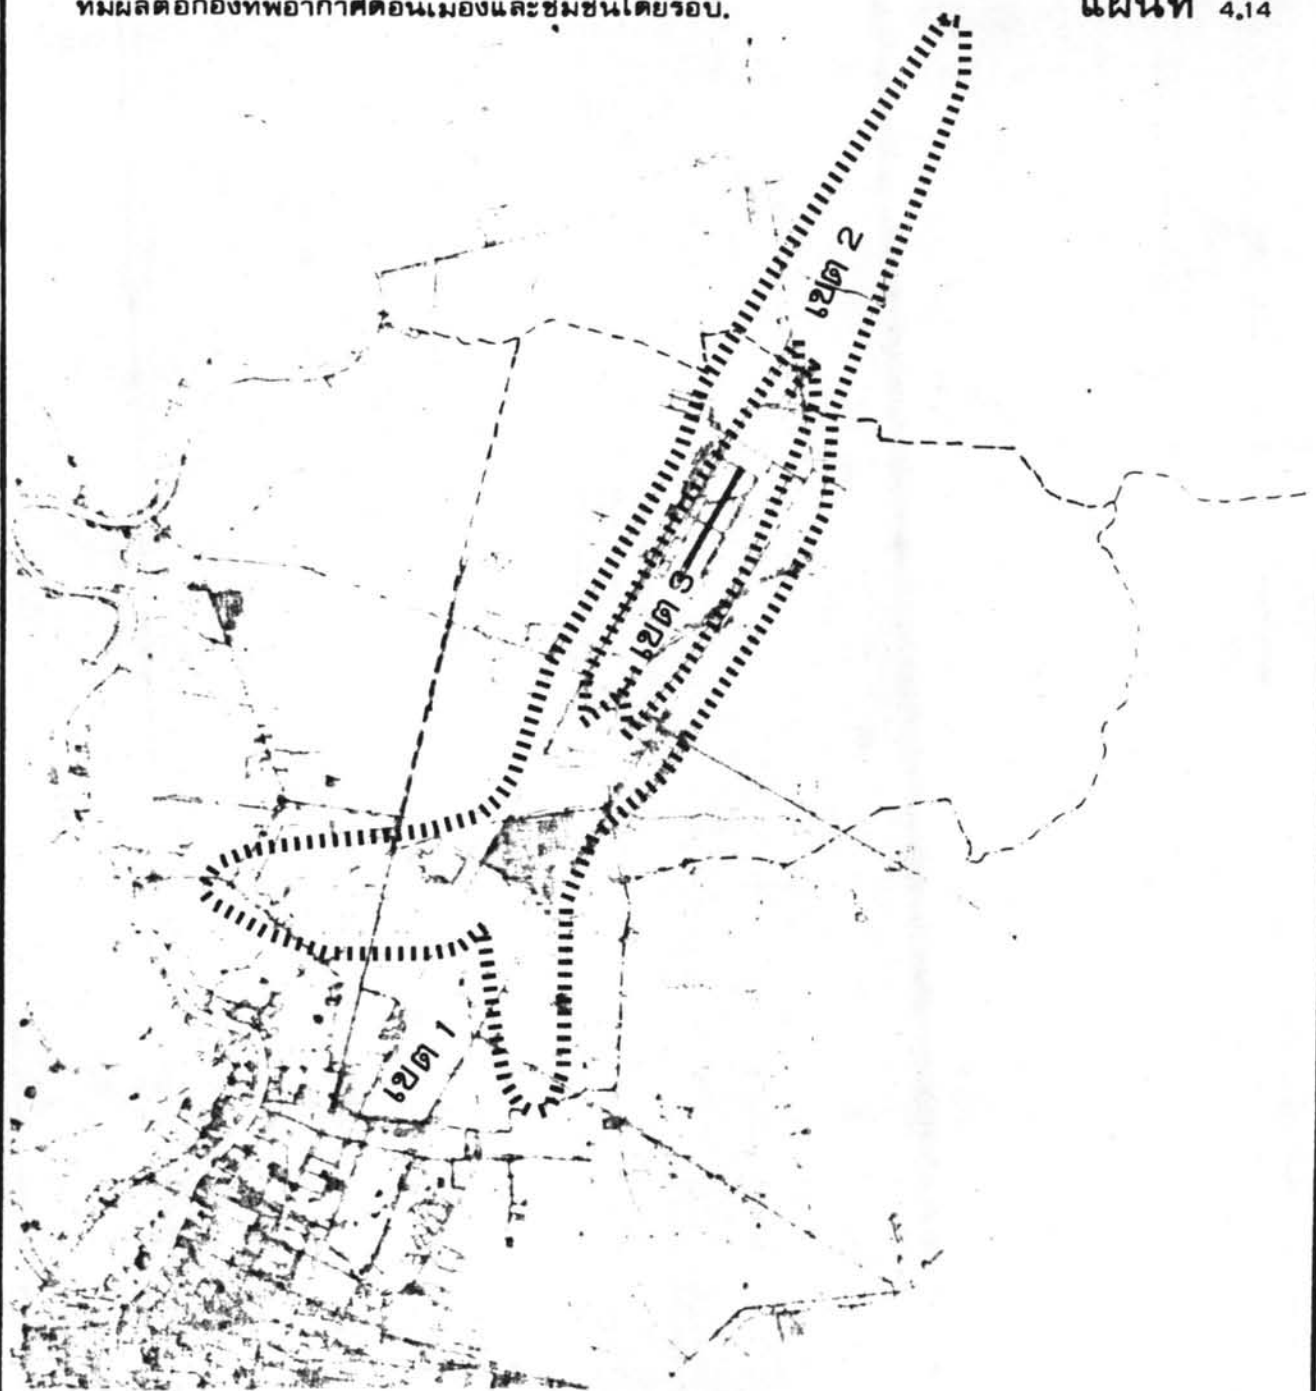 ที่มีผลต่อกองทัพอากาศดอนเมืองและชุมชนโดยรอบ.
แผนที่ 4.14
เขต 2
เขต 3
เขต 1